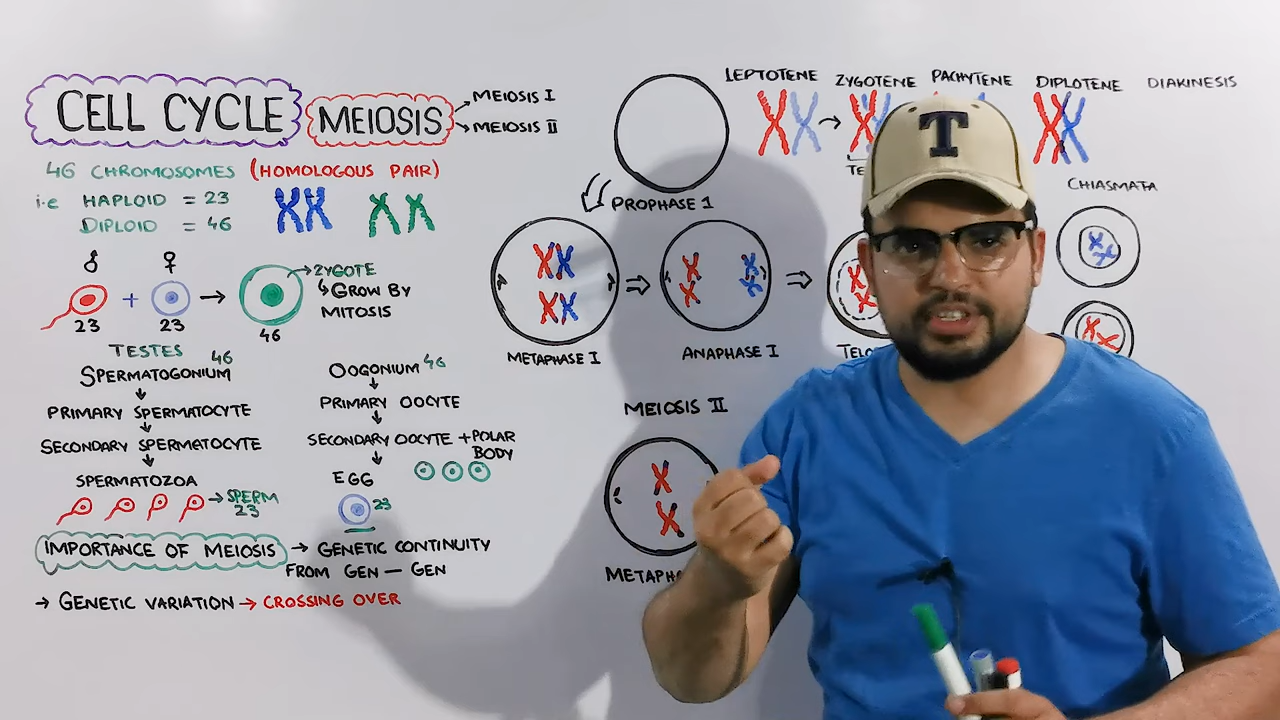 CELL CYCLE
MEIOSIS
MEIOSIS I
MEIOSIS II
46 CHROMOSOMES (HOMOLOGOUS PAIR)
i.e HAPLOID = 23
DIPLOID = 46
♂ ♀
+
23 23 46
ZYGOTE
GROW BY
MITOSIS
TESTES
46
SPERMATOGONIUM
PRIMARY SPERMATOCYTE
SECONDARY SPERMATOCYTE
SPERMATOZOA
SPERM
23
OOGONIUM 46
PRIMARY OOCYTE
SECONDARY OOCYTE + POLAR
BODY
EGG
23
IMPORTANCE OF MEIOSIS → GENETIC CONTINUITY
FROM GEN — GEN
→ GENETIC VARIATION → CROSSING OVER
LEPTOTENE ZYGOTENE PACHYTENE DIPLOTENE DIAKINESIS
CHIASMATA
PROPHASE 1
METAPHASE I ANAPHASE I
MEIOSIS II
T